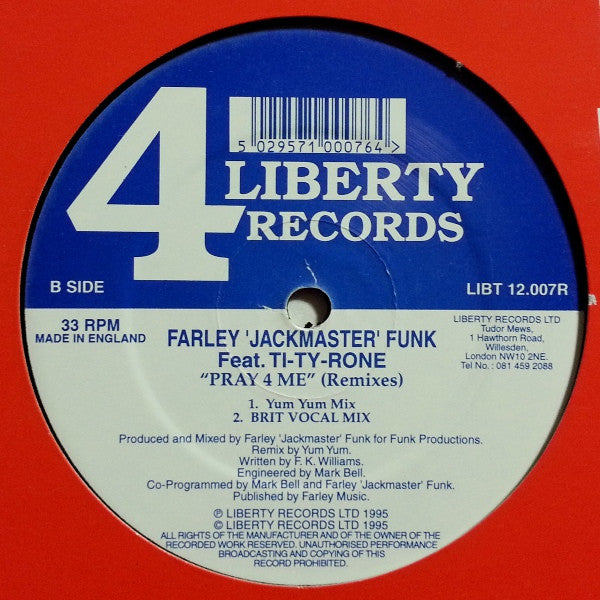 5 029571 000764
4 LIBERTY
RECORDS
B SIDE
LIBT 12.007R
33 RPM
MADE IN ENGLAND
LIBERTY RECORDS LTD
Tudor Mews,
1 Hawthorn Road,
Willesden,
London NW10 2NE.
Tel No.: 081 459 2088
FARLEY 'JACKMASTER' FUNK
Feat. TI-TY-RONE
“PRAY 4 ME” (Remixes)
1. Yum Yum Mix
2. BRIT VOCAL MIX
Produced and Mixed by Farley 'Jackmaster' Funk for Funk Productions.
Remix by Yum Yum.
Written by F. K. Williams.
Engineered by Mark Bell.
Co-Programmed by Mark Bell and Farley 'Jackmaster' Funk.
Published by Farley Music.
℗ LIBERTY RECORDS LTD 1995
© LIBERTY RECORDS LTD 1995
ALL RIGHTS OF THE MANUFACTURER AND OF THE OWNER OF THE
RECORDED WORK RESERVED. UNAUTHORISED PERFORMANCE
BROADCASTING AND COPYING OF THIS
RECORD PROHIBITED.